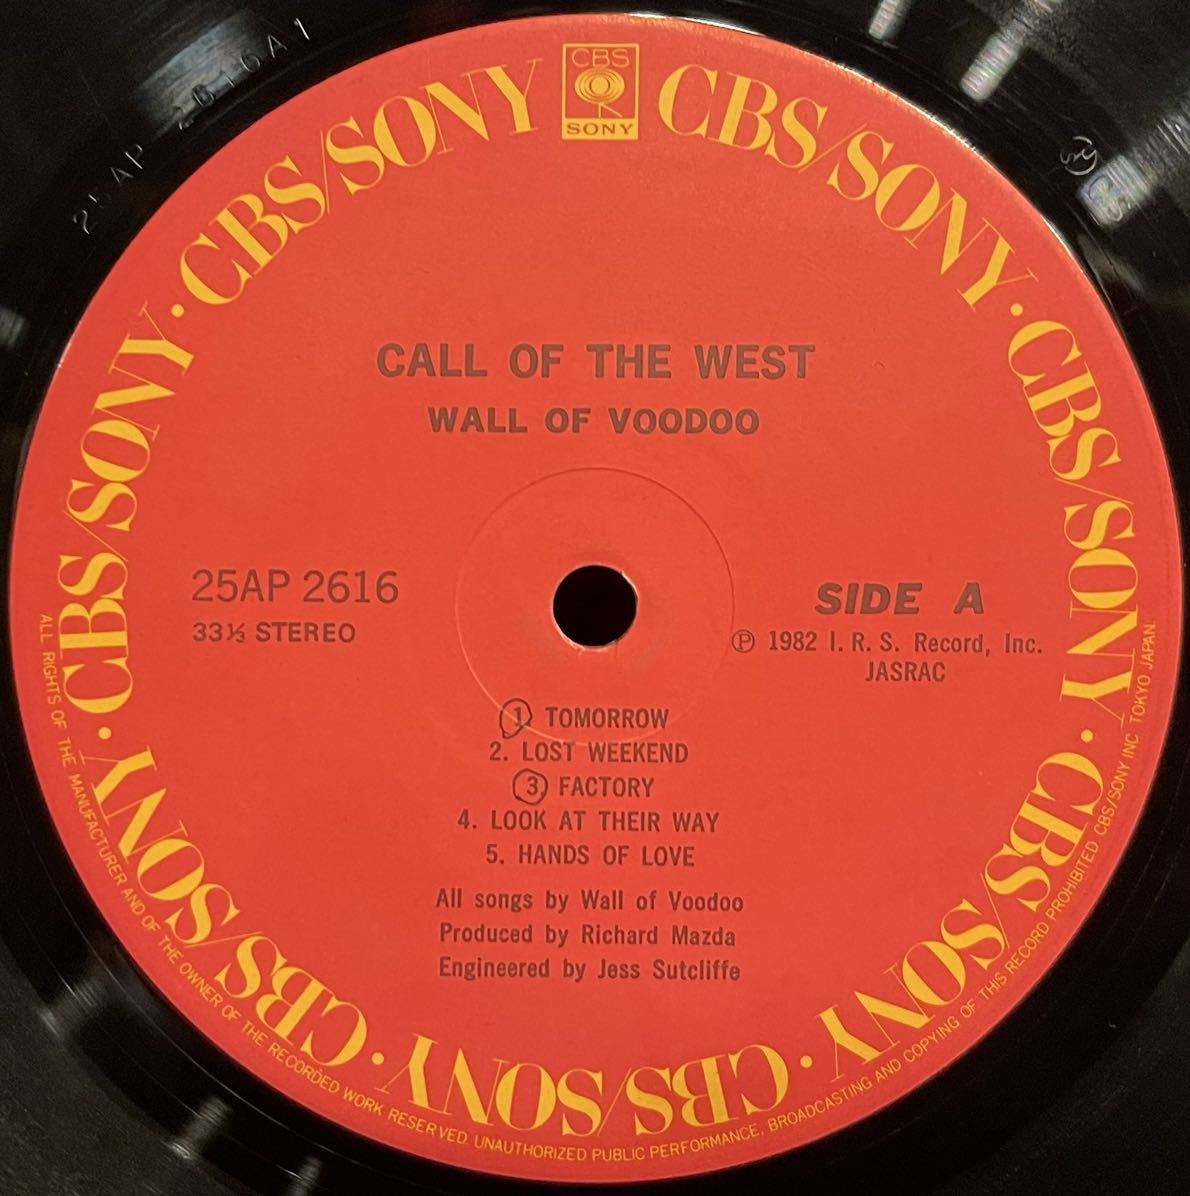 25AP 2616A1
CBS
SONY
CBS/SONY · CBS/SONY · CBS/SONY · CBS/SONY · CBS/SONY · CBS/SONY · CBS/SONY · CBS/SONY
CALL OF THE WEST
WALL OF VOODOO
25AP 2616
33⅓ STEREO
SIDE A
Ⓟ 1982 I. R. S. Record, Inc.
JASRAC
1. TOMORROW
2. LOST WEEKEND
3. FACTORY
4. LOOK AT THEIR WAY
5. HANDS OF LOVE
All songs by Wall of Voodoo
Produced by Richard Mazda
Engineered by Jess Sutcliffe
ALL RIGHTS OF THE MANUFACTURER AND OF THE OWNER OF THE RECORDED WORK RESERVED. UNAUTHORIZED PUBLIC PERFORMANCE, BROADCASTING AND COPYING OF THIS RECORD PROHIBITED CBS/SONY INC TOKYO JAPAN.